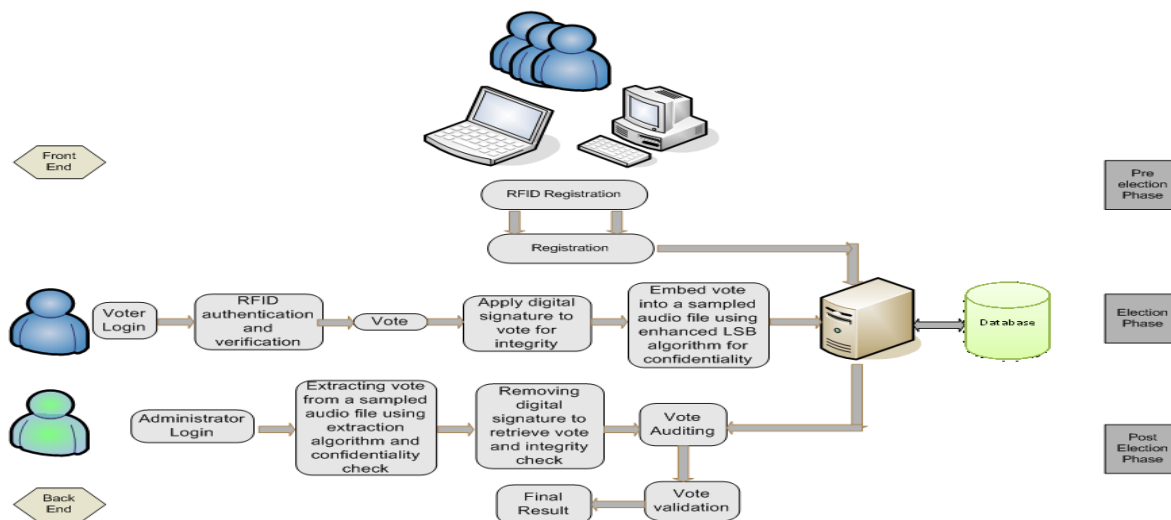 Front
End
Pre
election
Phase
RFID Registration
Registration
Voter
Login
RFID
authentication
and
verification
Vote
Apply digital
signature to
vote for
integrity
Embed vote
into a sampled
audio file using
enhanced LSB
algorithm for
confidentiality
Database
Election
Phase
Administrator
Login
Extracting vote
from a sampled
audio file using
extraction
algorithm and
confidentiality
check
Removing
digital
signature to
retrieve vote
and integrity
check
Vote
Auditing
Post
Election
Phase
Back
End
Final
Result
Vote
validation